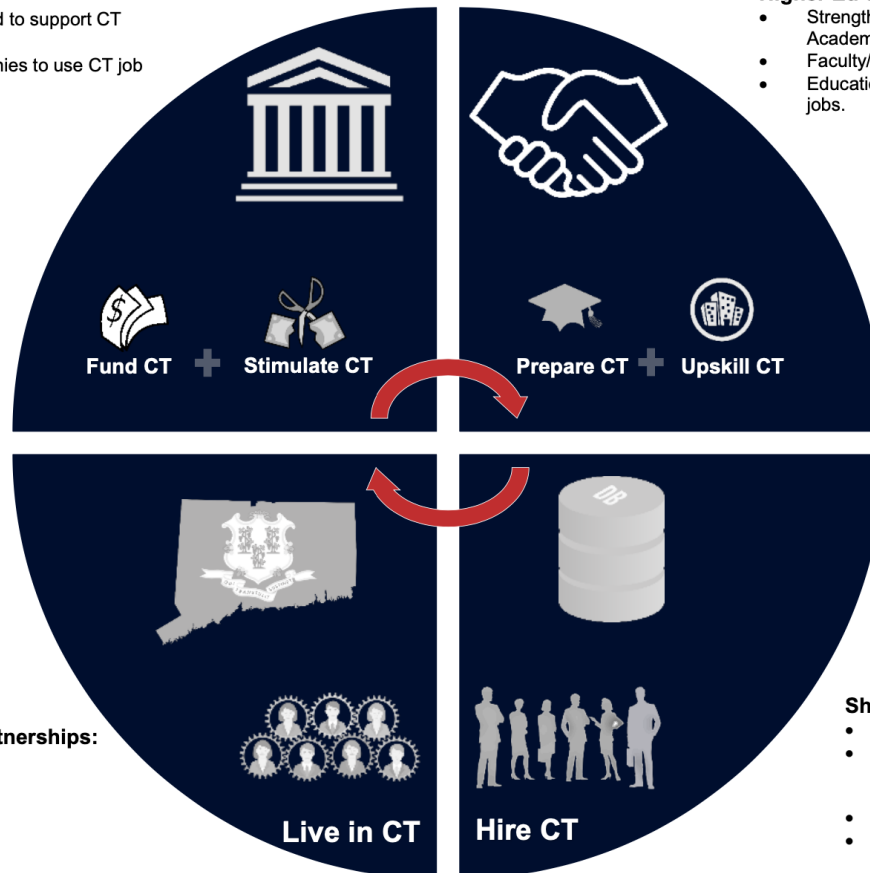 d to support CT
nies to use CT job
Strength
Academ
Faculty/
Educatio
jobs.
$
Fund CT
Stimulate CT
Prepare CT
Upskill CT
DB
tnerships:
Sh
Live in CT
Hire CT